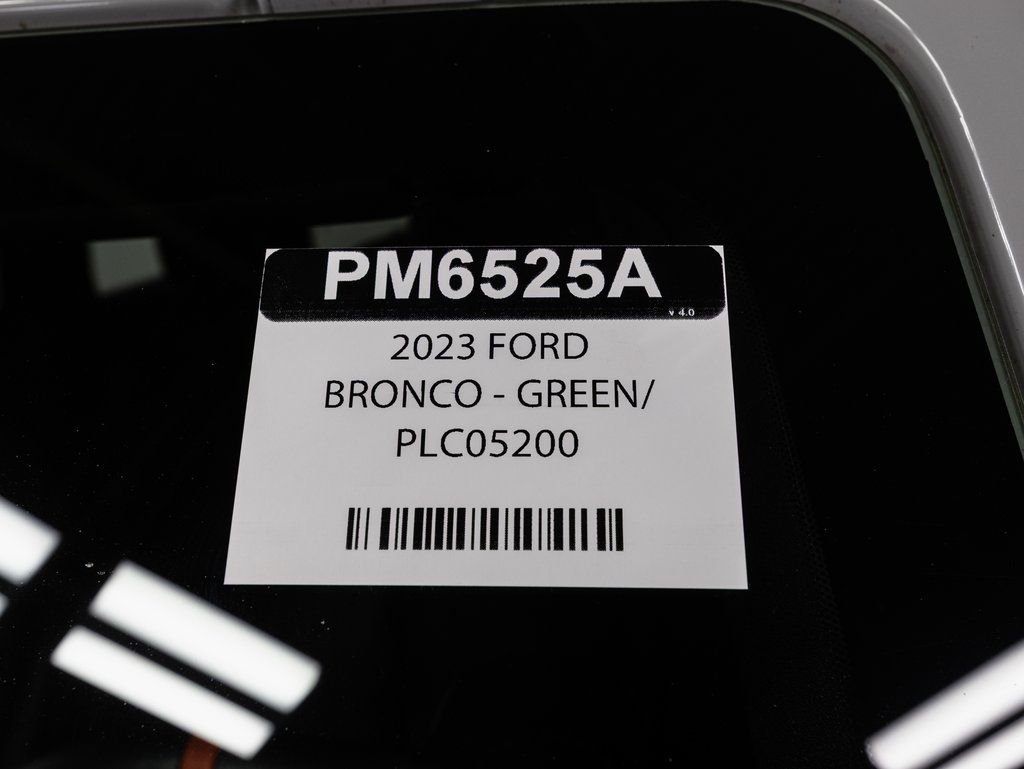 PM6525A
v 4.0
2023 FORD
BRONCO - GREEN/
PLC05200